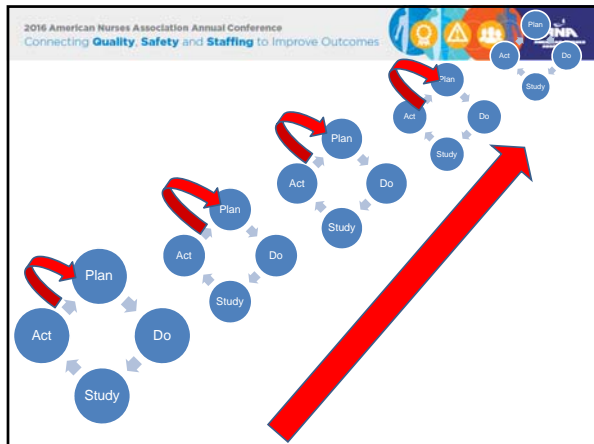 2016 American Nurses Association Annual Conference
Connecting Quality, Safety and Staffing to Improve Outcomes
Plan
Act
Do
Study
Plan
Act
Do
Study
Plan
Act
Do
Study
Plan
Act
Do
Study
Plan
Act
Do
Study